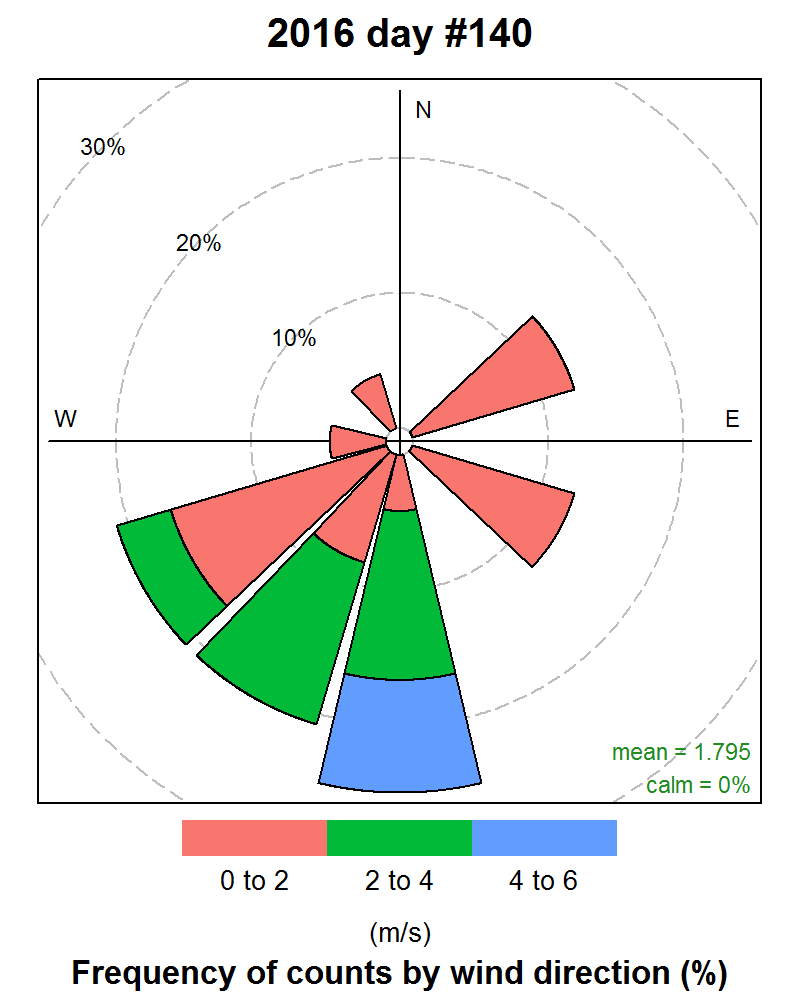 2016 day #140
N
30%
20%
10%
W
E
mean = 1.795
calm = 0%
0 to 2
2 to 4
4 to 6
(m/s)
Frequency of counts by wind direction (%)